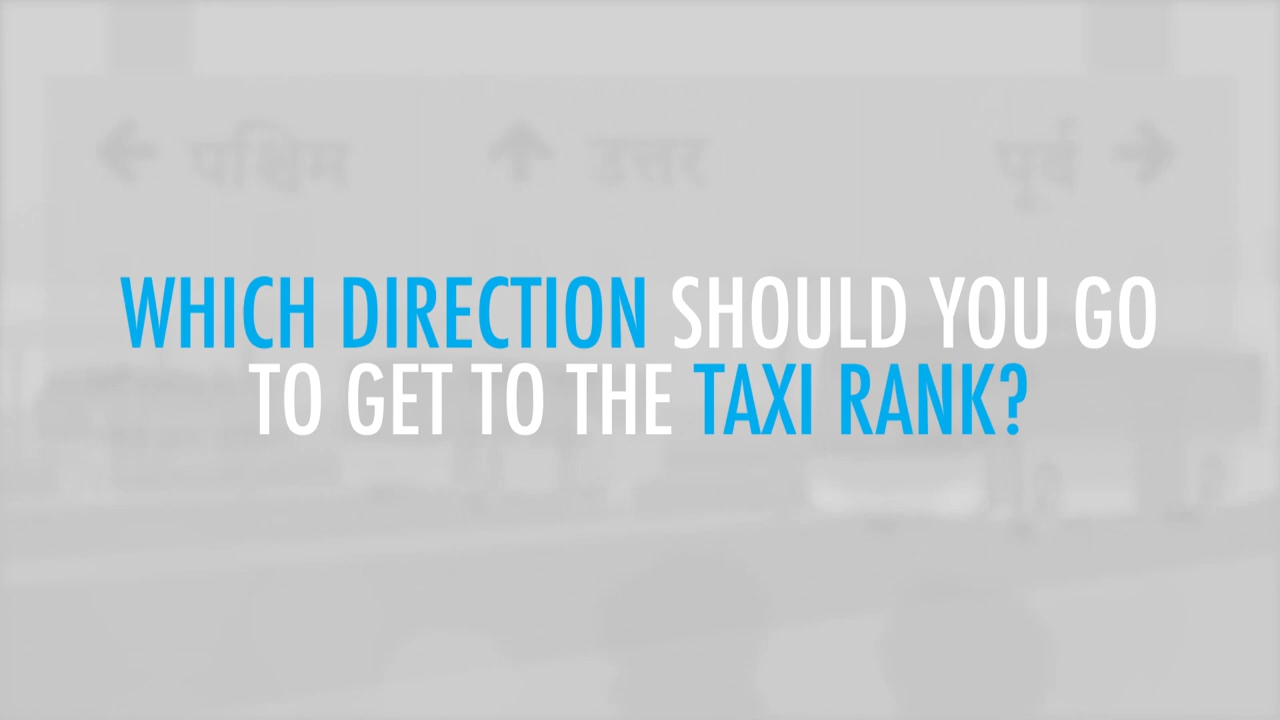 ← पश्चिम ↑ उत्तर पूर्व →
WHICH DIRECTION SHOULD YOU GO
TO GET TO THE TAXI RANK?